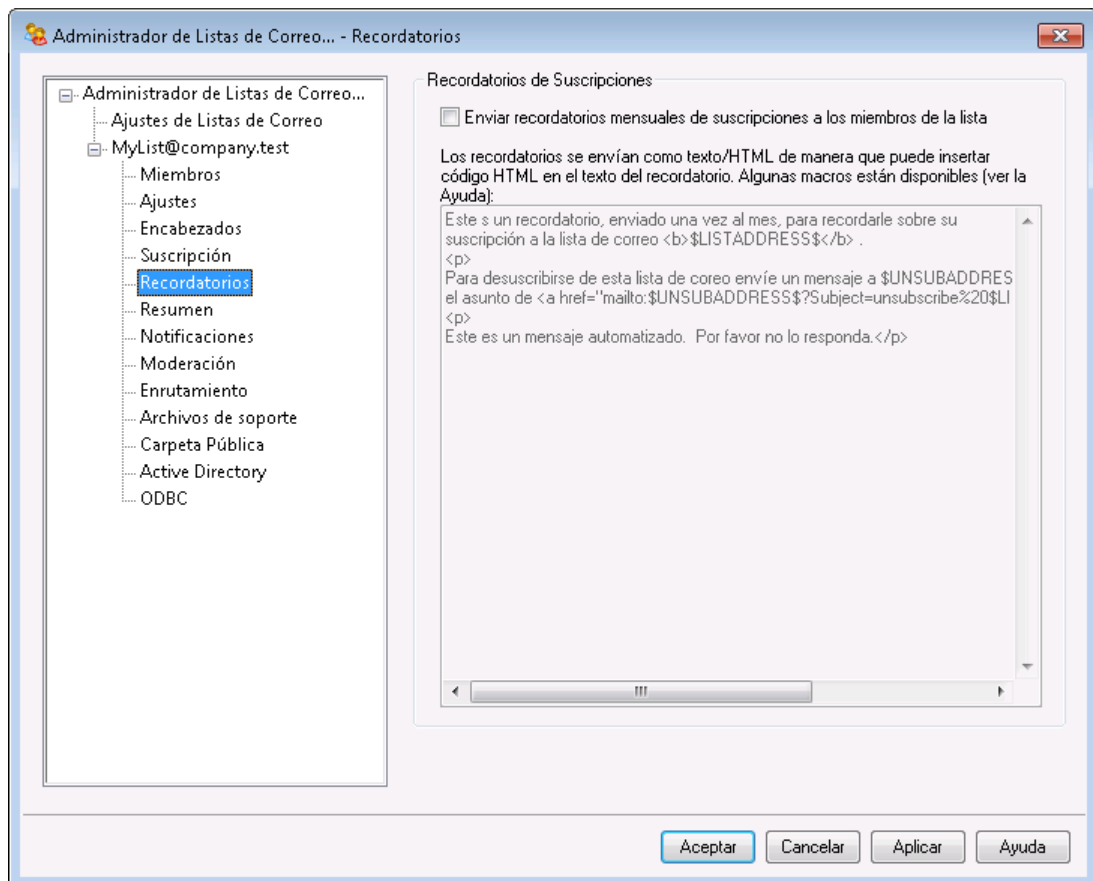 Administrador de Listas de Correo... - Recordatorios
Administrador de Listas de Correo...
Ajustes de Listas de Correo
MyList@company.test
Miembros
Ajustes
Encabezados
Suscripción
Recordatorios
Resumen
Notificaciones
Moderación
Enrutamiento
Archivos de soporte
Carpeta Pública
Active Directory
ODBC
Recordatorios de Suscripciones
Enviar recordatorios mensuales de suscripciones a los miembros de la lista
Los recordatorios se envían como texto/HTML de manera que puede insertar
código HTML en el texto del recordatorio. Algunas macros están disponibles (ver la
Ayuda):
Este s un recordatorio, enviado una vez al mes, para recordarle sobre su
suscripción a la lista de correo <b>$LISTADDRESS$</b> .
<p>
Para desuscribirse de esta lista de coreo envíe un mensaje a $UNSUBADDRES
el asunto de <a href="mailto:$UNSUBADDRESS$?Subject=unsubscribe%20$LI
<p>
Este es un mensaje automatizado.  Por favor no lo responda.</p>
Aceptar
Cancelar
Aplicar
Ayuda